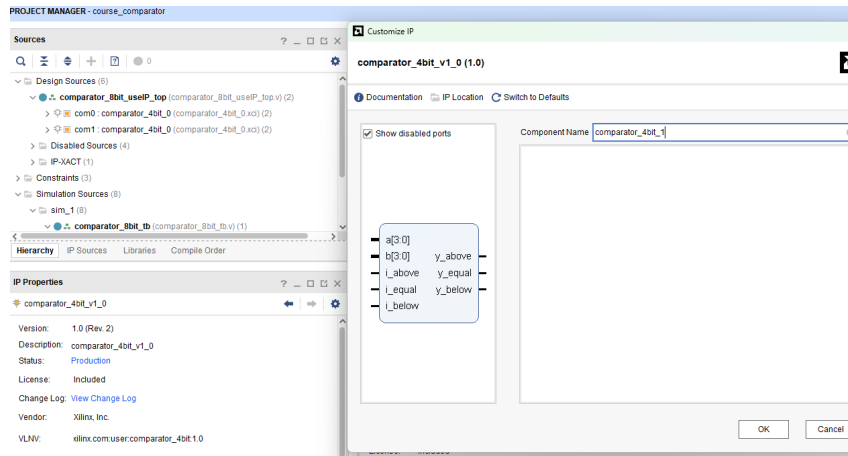 PROJECT MANAGER - course_comparator
Sources
? _ □ ×
0
Design Sources (6)
comparator_8bit_useIP_top (comparator_8bit_useIP_top.v) (2)
com0 : comparator_4bit_0 (comparator_4bit_0.xci) (2)
com1 : comparator_4bit_0 (comparator_4bit_0.xci) (2)
Disabled Sources (4)
IP-XACT (1)
Constraints (3)
Simulation Sources (8)
sim_1 (8)
comparator_8bit_tb (comparator_8bit_tb.v) (1)
Hierarchy IP Sources Libraries Compile Order
IP Properties
? _ □ ×
comparator_4bit_v1_0
Version: 1.0 (Rev. 2)
Description: comparator_4bit_v1_0
Status: Production
License: Included
Change Log: View Change Log
Vendor: Xilinx, Inc.
VLNV: xilinx.com:user:comparator_4bit:1.0
Customize IP
comparator_4bit_v1_0 (1.0)
Documentation IP Location Switch to Defaults
Show disabled ports
Component Name comparator_4bit_1
a[3:0]
b[3:0] y_above
i_above y_equal
i_equal y_below
i_below
OK Cancel